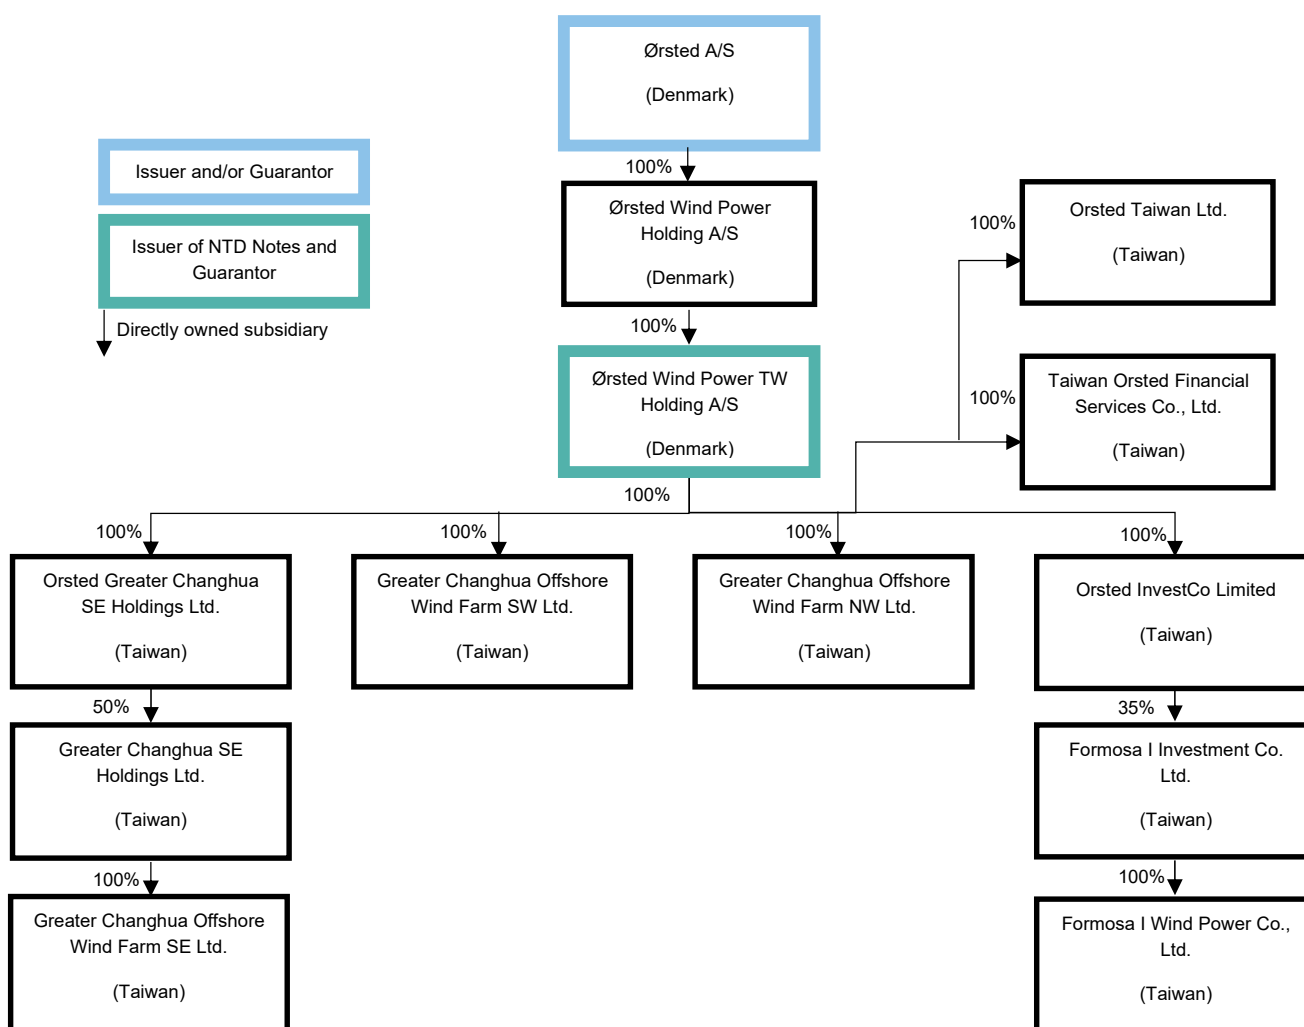 Ørsted A/S
(Denmark)
Issuer and/or Guarantor
100%
Ørsted Wind Power
Holding A/S
(Denmark)
Orsted Taiwan Ltd.
(Taiwan)
100%
Issuer of NTD Notes and
Guarantor
Directly owned subsidiary
100%
Ørsted Wind Power TW
Holding A/S
(Denmark)
Taiwan Orsted Financial
Services Co., Ltd.
(Taiwan)
100%
100%
100%
100%
100%
100%
Orsted Greater Changhua
SE Holdings Ltd.
(Taiwan)
Greater Changhua Offshore
Wind Farm SW Ltd.
(Taiwan)
Greater Changhua Offshore
Wind Farm NW Ltd.
(Taiwan)
Orsted InvestCo Limited
(Taiwan)
50%
35%
Greater Changhua SE
Holdings Ltd.
(Taiwan)
Formosa I Investment Co.
Ltd.
(Taiwan)
100%
100%
Greater Changhua Offshore
Wind Farm SE Ltd.
(Taiwan)
Formosa I Wind Power Co.,
Ltd.
(Taiwan)